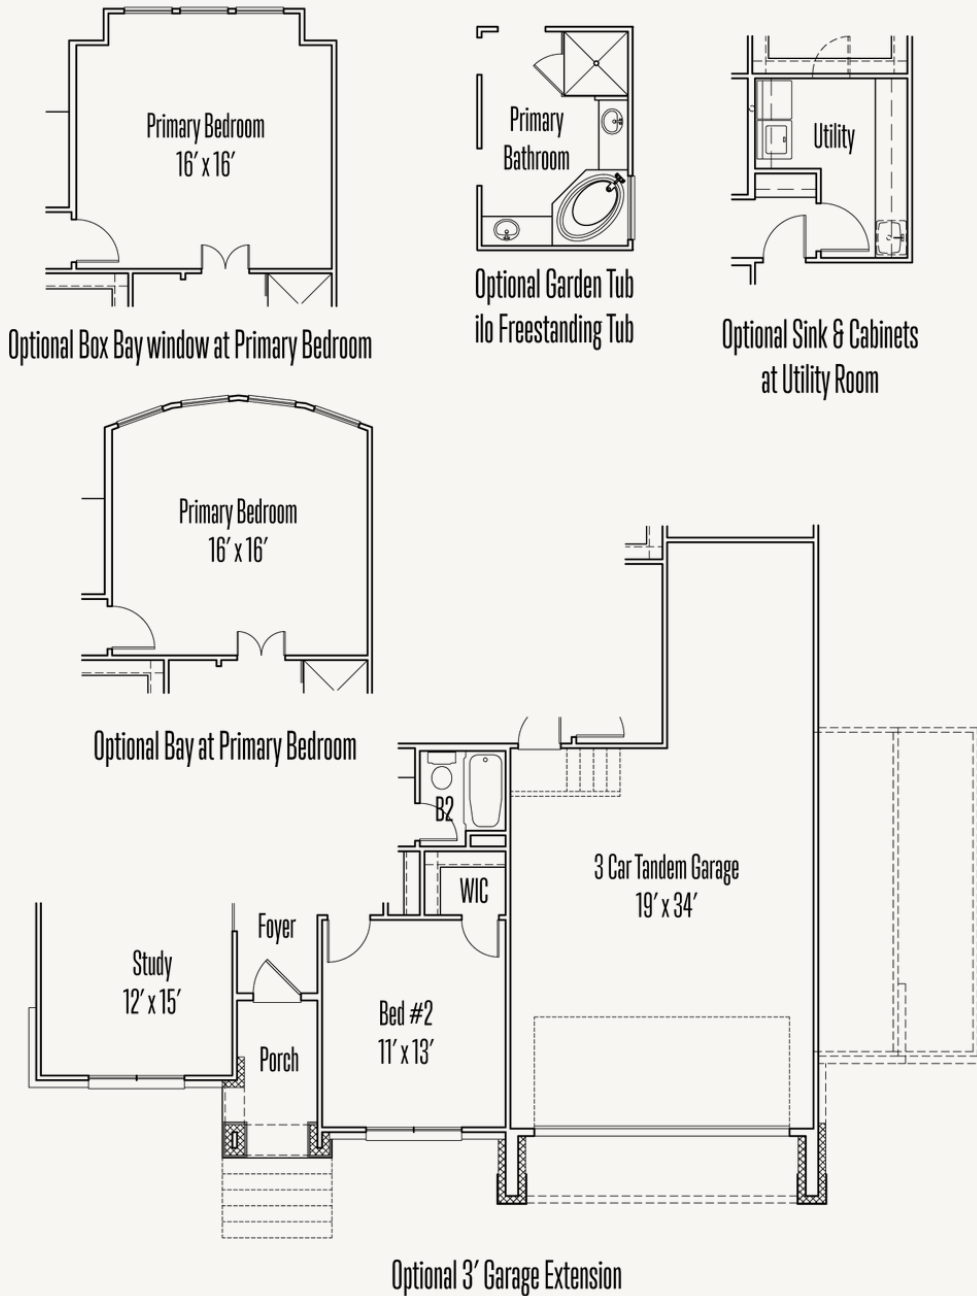 Primary Bedroom
16' x 16'
Optional Box Bay window at Primary Bedroom
Primary
Bathroom
Optional Garden Tub
ilo Freestanding Tub
Utility
Optional Sink & Cabinets
at Utility Room
Primary Bedroom
16' x 16'
Optional Bay at Primary Bedroom
B2
WIC
3 Car Tandem Garage
19' x 34'
Foyer
Study
12' x 15'
Bed #2
11' x 13'
Porch
Optional 3' Garage Extension